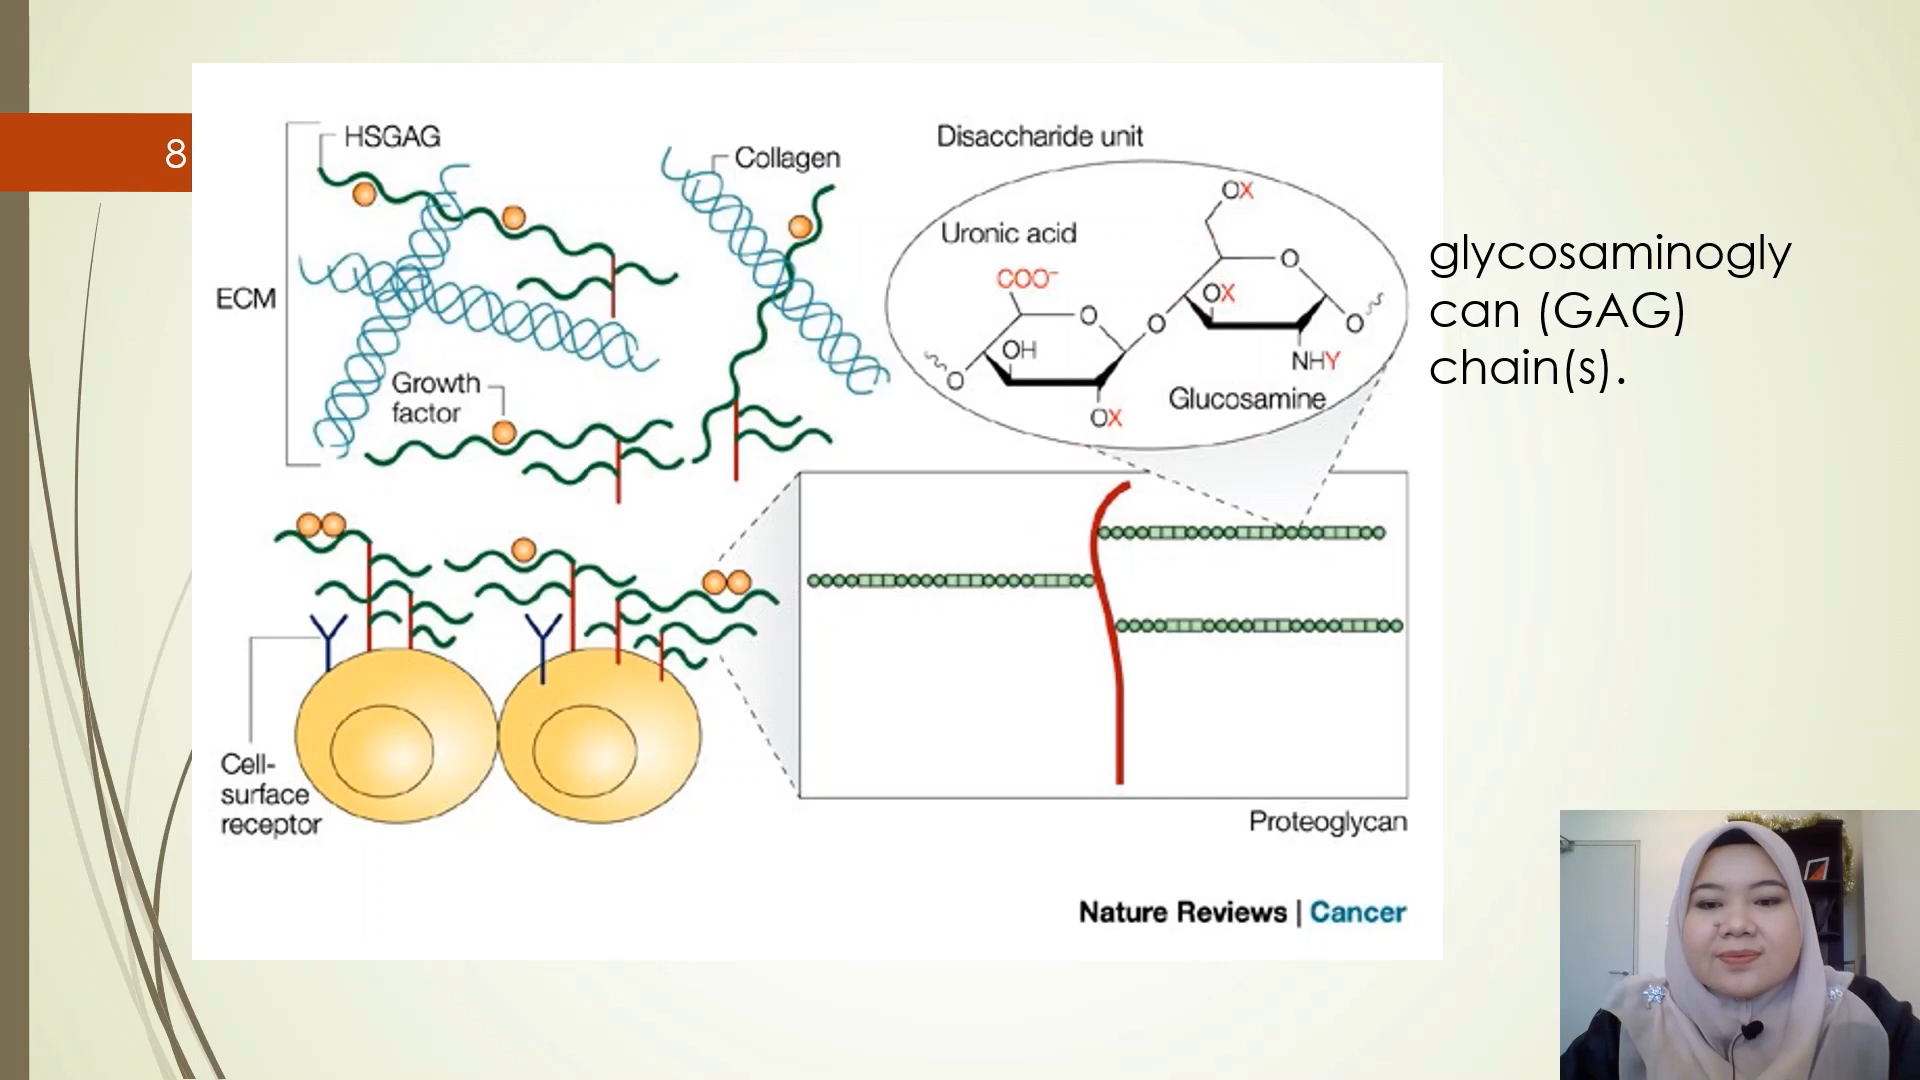 8
HSGAG
Collagen
ECM
Growth
factor
Disaccharide unit
Uronic acid
COO⁻
OX
O
OX
O
O
OH
O
O
NHY
OX
Glucosamine
glycosaminogly
can (GAG)
chain(s).
Cell-
surface
receptor
Proteoglycan
Nature Reviews | Cancer